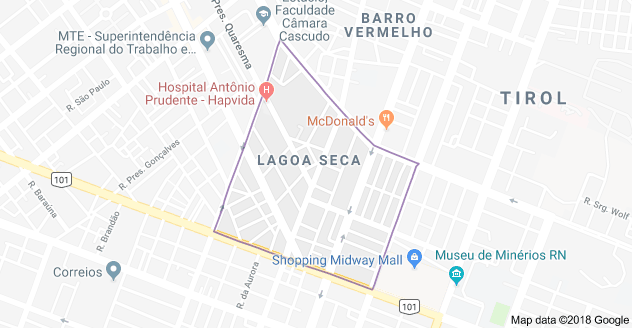 Estácio, Faculdade
Câmara
Cascudo
BARRO
VERMELHO
Pres. Quaresma
MTE - Superintendência
Regional do Trabalho e...
R. São Paulo
Hospital Antônio
Prudente - Hapvida
H
McDonald's
TIROL
R. Pres. Gonçalves
LAGOA SECA
101
R. Baraúna
R. Brandão
R. Srg. Wolf
Shopping Midway Mall
Museu de Minérios RN
Correios
R. da Aurora
101
Map data ©2018 Google